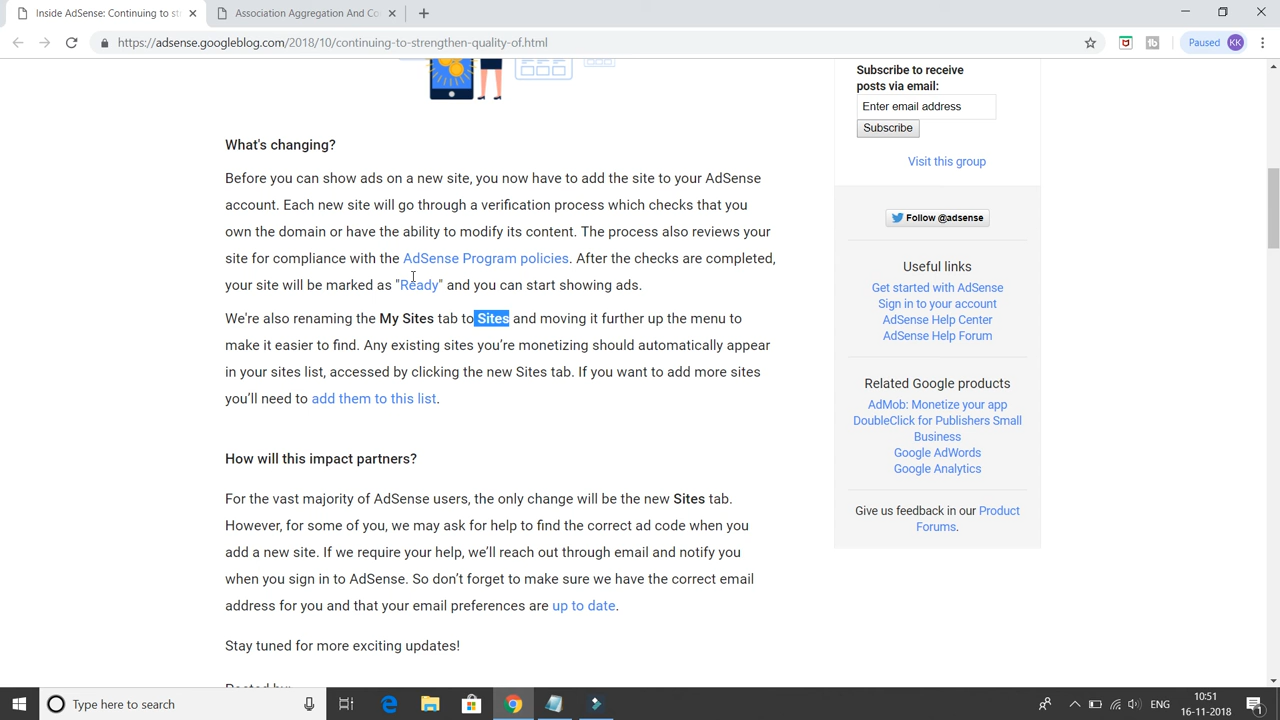 Inside AdSense: Continuing to st
Association Aggregation And Co
https://adsense.googleblog.com/2018/10/continuing-to-strengthen-quality-of.html
Paused
KK
Subscribe to receive
posts via email:
Enter email address
Subscribe
Visit this group
Follow @adsense
Useful links
Get started with AdSense
Sign in to your account
AdSense Help Center
AdSense Help Forum
Related Google products
AdMob: Monetize your app
DoubleClick for Publishers Small
Business
Google AdWords
Google Analytics
Give us feedback in our Product
Forums.
What's changing?
Before you can show ads on a new site, you now have to add the site to your AdSense
account. Each new site will go through a verification process which checks that you
own the domain or have the ability to modify its content. The process also reviews your
site for compliance with the AdSense Program policies. After the checks are completed,
your site will be marked as "Ready" and you can start showing ads.
We're also renaming the My Sites tab to Sites and moving it further up the menu to
make it easier to find. Any existing sites you're monetizing should automatically appear
in your sites list, accessed by clicking the new Sites tab. If you want to add more sites
you'll need to add them to this list.
How will this impact partners?
For the vast majority of AdSense users, the only change will be the new Sites tab.
However, for some of you, we may ask for help to find the correct ad code when you
add a new site. If we require your help, we'll reach out through email and notify you
when you sign in to AdSense. So don't forget to make sure we have the correct email
address for you and that your email preferences are up to date.
Stay tuned for more exciting updates!
Posted by:
Type here to search
ENG
10:51
16-11-2018
1